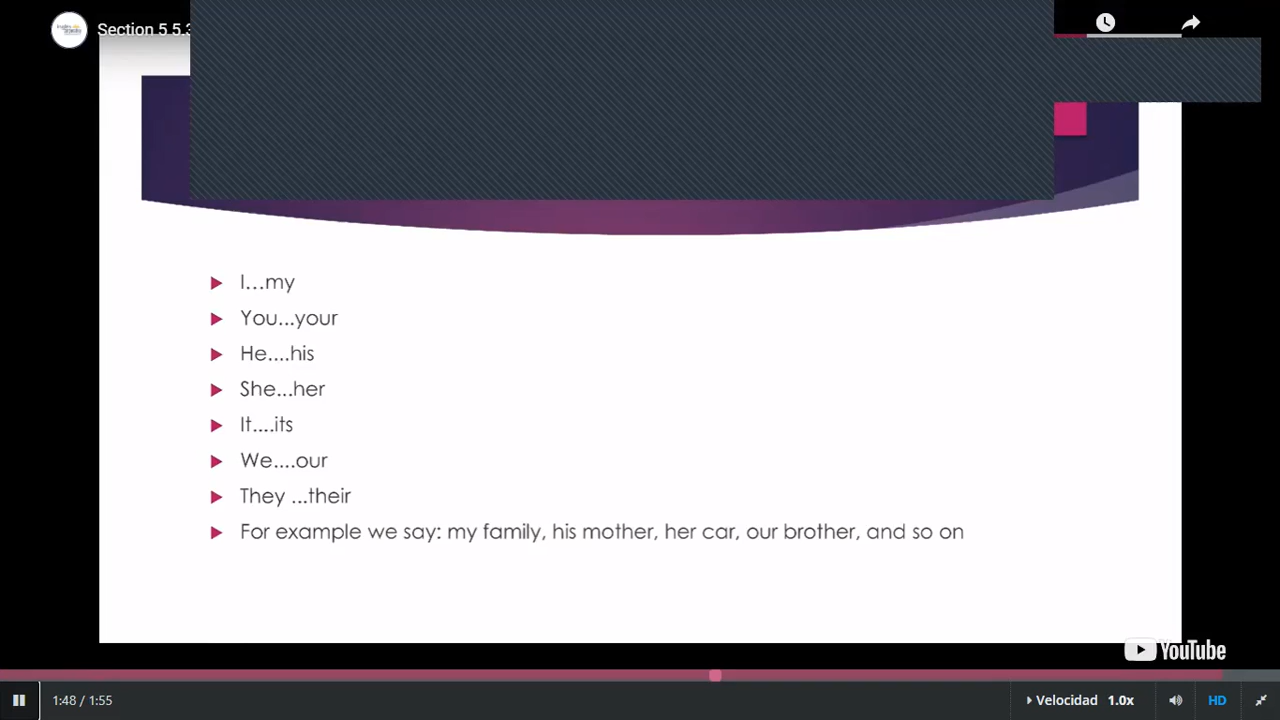 Section 5 5.3
I...my
You...your
He....his
She...her
It....its
We....our
They ...their
For example we say: my family, his mother, her car, our brother, and so on
YouTube
1:48 / 1:55
Velocidad 1.0x
HD